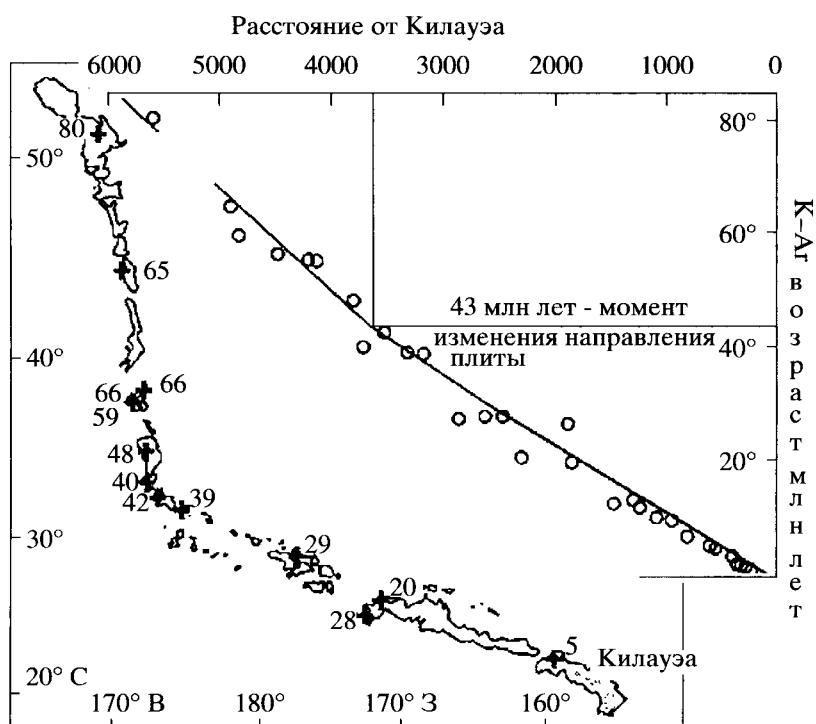 Расстояние от Килауэа
6000 5000 4000 3000 2000 1000 0
80°
60°
40°
20°
К–Ar возраст млн лет
43 млн лет - момент
изменения направления
плиты
50°
40°
30°
20° С
80
65
66
66
59
48
40
42
39
29
20
28
5
Килауэа
170° В 180° 170° З 160°